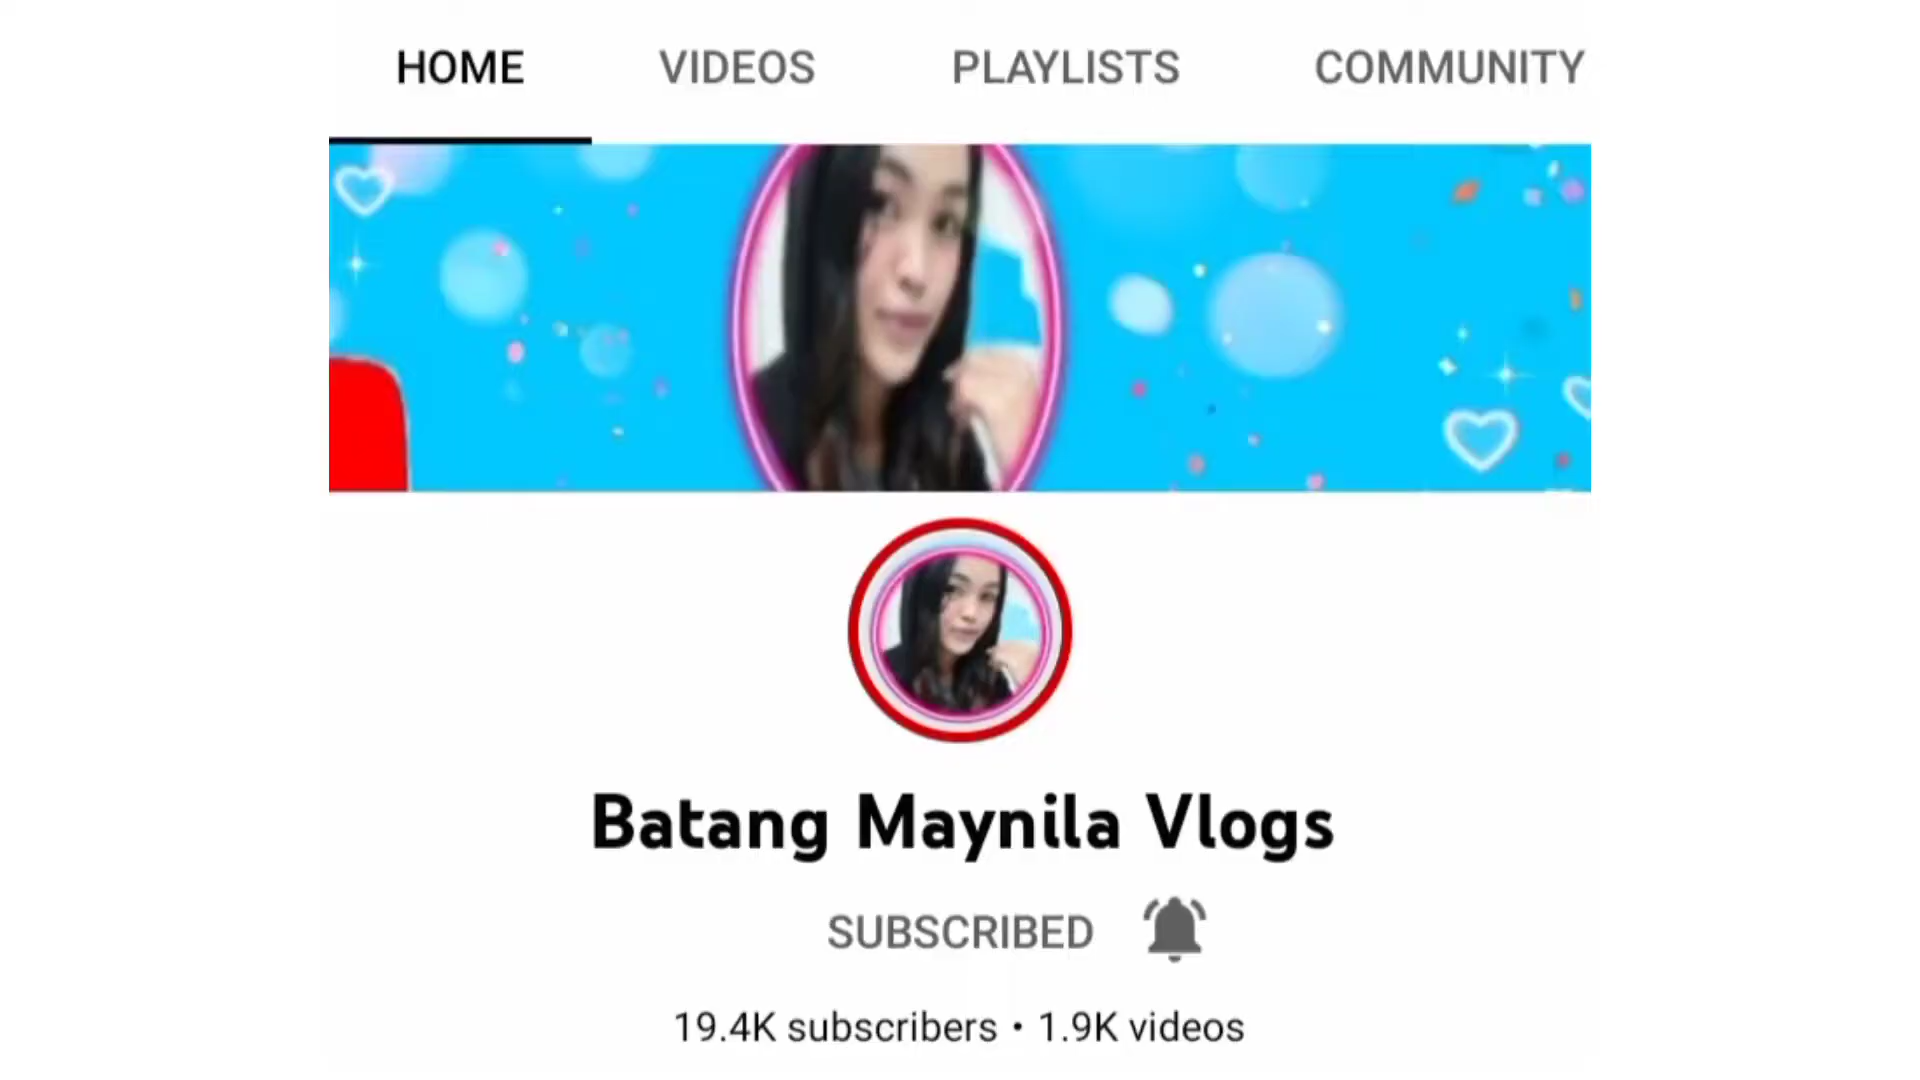 HOME VIDEOS PLAYLISTS COMMUNITY
Batang Maynila Vlogs
SUBSCRIBED
19.4K subscribers • 1.9K videos